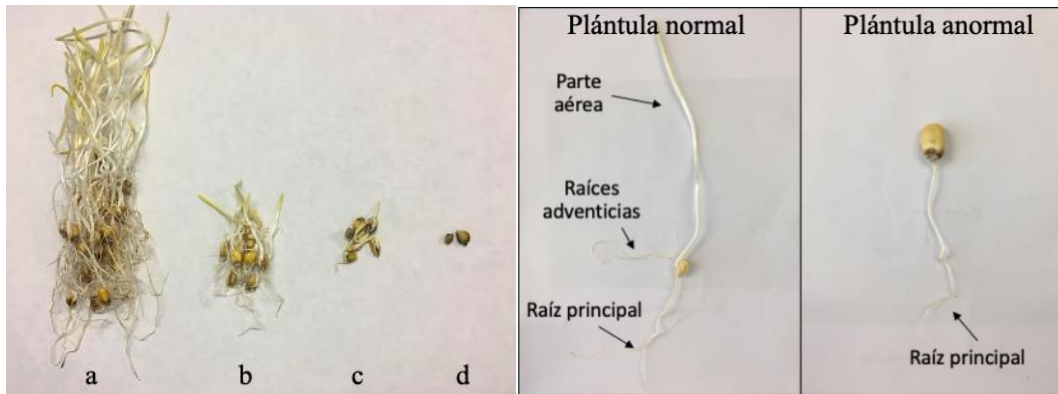 a
b
c
d
Plántula normal
Parte
aérea
Raíces
adventicias
Raíz principal
Plántula anormal
Raíz principal